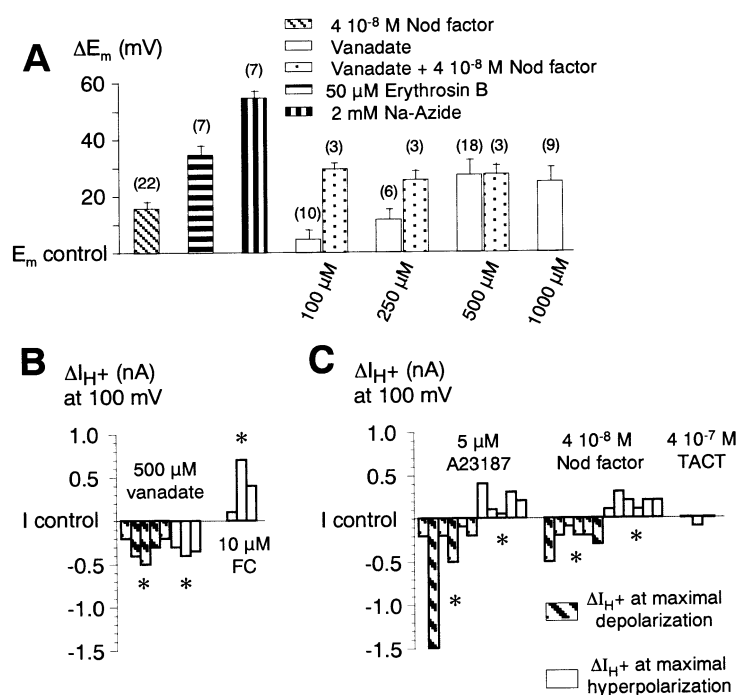 A
ΔEm (mV)
4 10-8 M Nod factor
Vanadate
Vanadate + 4 10-8 M Nod factor
50 µM Erythrosin B
2 mM Na-Azide
60
40
20
Em control
(22)
(7)
(7)
(10)
(3)
(6)
(3)
(18)
(3)
(9)
100 µM
250 µM
500 µM
1000 µM
B
ΔIH+ (nA)
at 100 mV
1.0
0.5
I control
-0.5
-1.0
-1.5
500 µM
vanadate
*
*
*
10 µM
FC
C
ΔIH+ (nA)
at 100 mV
1.0
0.5
I control
-0.5
-1.0
-1.5
5 µM
A23187
*
*
4 10-8 M
Nod factor
*
*
4 10-7 M
TACT
ΔIH+ at maximal
depolarization
ΔIH+ at maximal
hyperpolarization